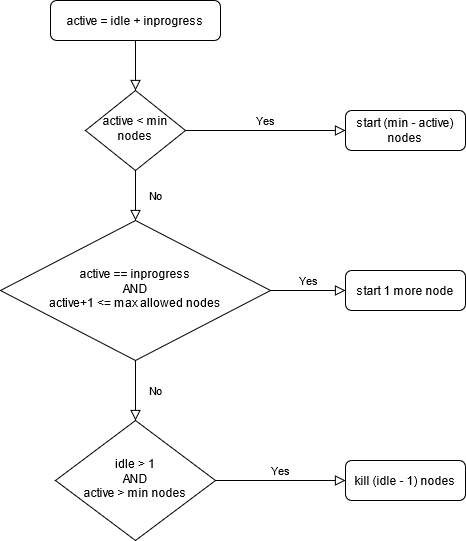 active = idle + inprogress
active < min
nodes
Yes
start (min - active)
nodes
No
active == inprogress
AND
active+1 <= max allowed nodes
Yes
start 1 more node
No
idle > 1
AND
active > min nodes
Yes
kill (idle - 1) nodes